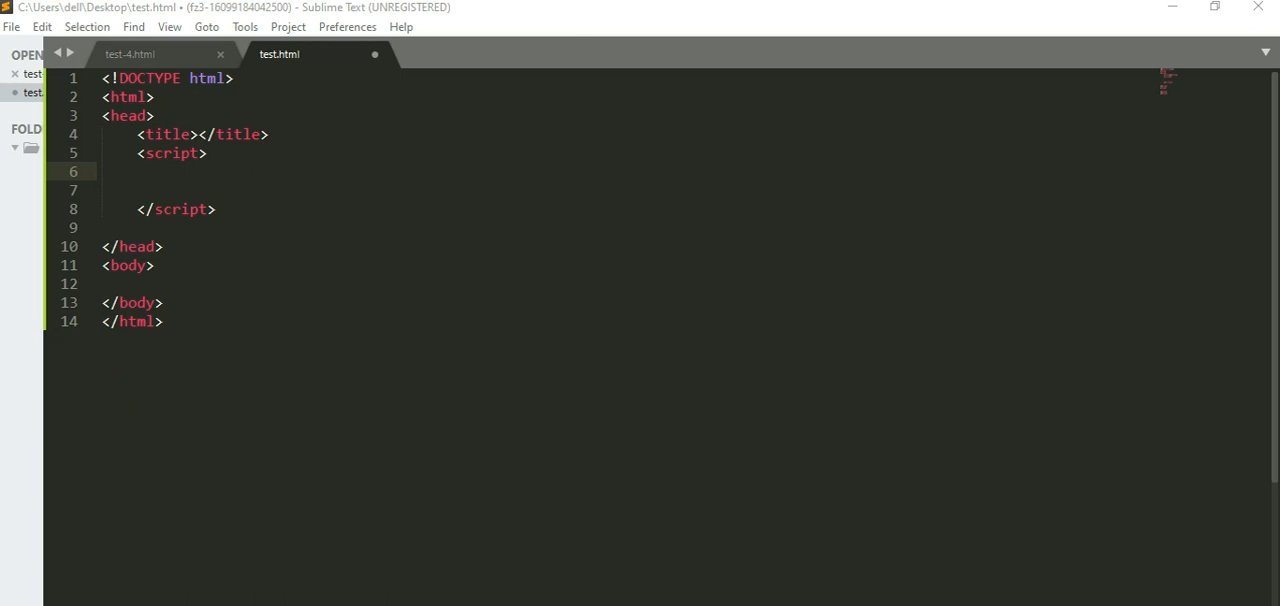 C:\Users\dell\Desktop\test.html • (fz3-16099184042500) - Sublime Text (UNREGISTERED)
File Edit Selection Find View Goto Tools Project Preferences Help
OPEN
test
test.
FOLD
test-4.html
test.html
1 <!DOCTYPE html>
2 <html>
3 <head>
4 <title></title>
5 <script>
6
7
8 </script>
9
10 </head>
11 <body>
12
13 </body>
14 </html>